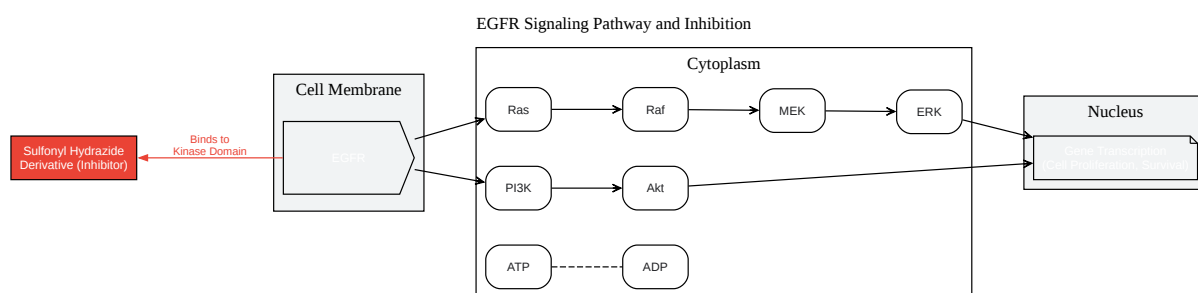 EGFR Signaling Pathway and Inhibition
Cell Membrane
Cytoplasm
Nucleus
Sulfonyl Hydrazide
Derivative (Inhibitor)
Binds to
Kinase Domain
EGFR
Ras
Raf
MEK
ERK
PI3K
Akt
ATP
ADP
Gene Transcription
(Cell Proliferation, Survival)